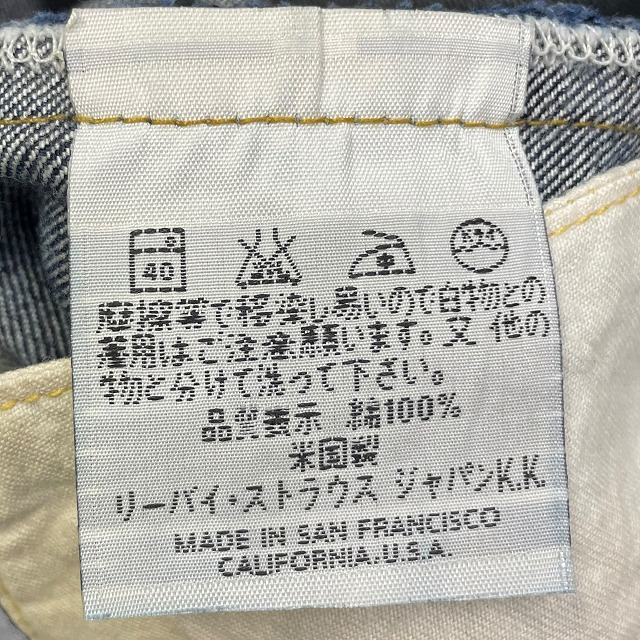 40
摩擦等で移染し易いので白物との
着用はご注意願います。又 他の
物と分けて洗って下さい。
品質表示 綿100%
米国製
リーバイ・ストラウス ジャパンK.K.
MADE IN SAN FRANCISCO
CALIFORNIA.U.S.A.